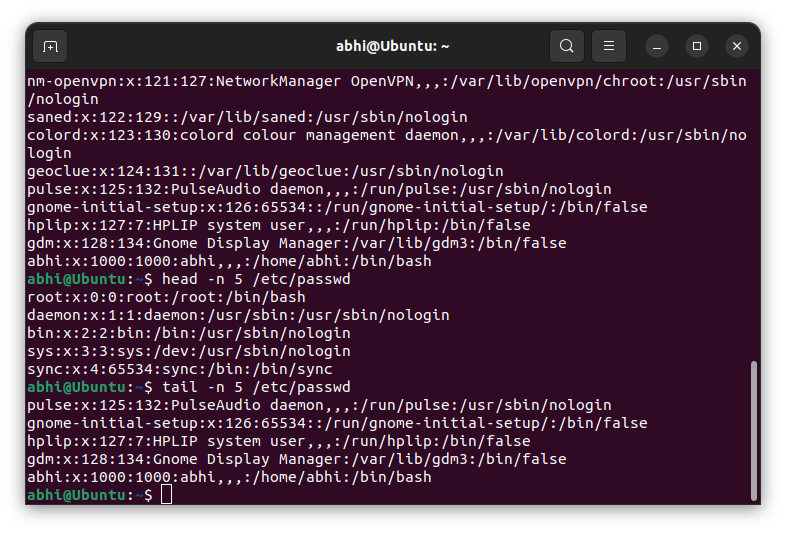 abhi@Ubuntu: ~
nm-openvpn:x:121:127:NetworkManager OpenVPN,,,:/var/lib/openvpn/chroot:/usr/sbin
/nologin
saned:x:122:129::/var/lib/saned:/usr/sbin/nologin
colord:x:123:130:colord colour management daemon,,,:/var/lib/colord:/usr/sbin/no
login
geoclue:x:124:131::/var/lib/geoclue:/usr/sbin/nologin
pulse:x:125:132:PulseAudio daemon,,,:/run/pulse:/usr/sbin/nologin
gnome-initial-setup:x:126:65534::/run/gnome-initial-setup/:/bin/false
hplip:x:127:7:HPLIP system user,,,:/run/hplip:/bin/false
gdm:x:128:134:Gnome Display Manager:/var/lib/gdm3:/bin/false
abhi:x:1000:1000:abhi,,,:/home/abhi:/bin/bash
abhi@Ubuntu:~$ head -n 5 /etc/passwd
root:x:0:0:root:/root:/bin/bash
daemon:x:1:1:daemon:/usr/sbin:/usr/sbin/nologin
bin:x:2:2:bin:/bin:/usr/sbin/nologin
sys:x:3:3:sys:/dev:/usr/sbin/nologin
sync:x:4:65534:sync:/bin:/bin/sync
abhi@Ubuntu:~$ tail -n 5 /etc/passwd
pulse:x:125:132:PulseAudio daemon,,,:/run/pulse:/usr/sbin/nologin
gnome-initial-setup:x:126:65534::/run/gnome-initial-setup/:/bin/false
hplip:x:127:7:HPLIP system user,,,:/run/hplip:/bin/false
gdm:x:128:134:Gnome Display Manager:/var/lib/gdm3:/bin/false
abhi:x:1000:1000:abhi,,,:/home/abhi:/bin/bash
abhi@Ubuntu:~$